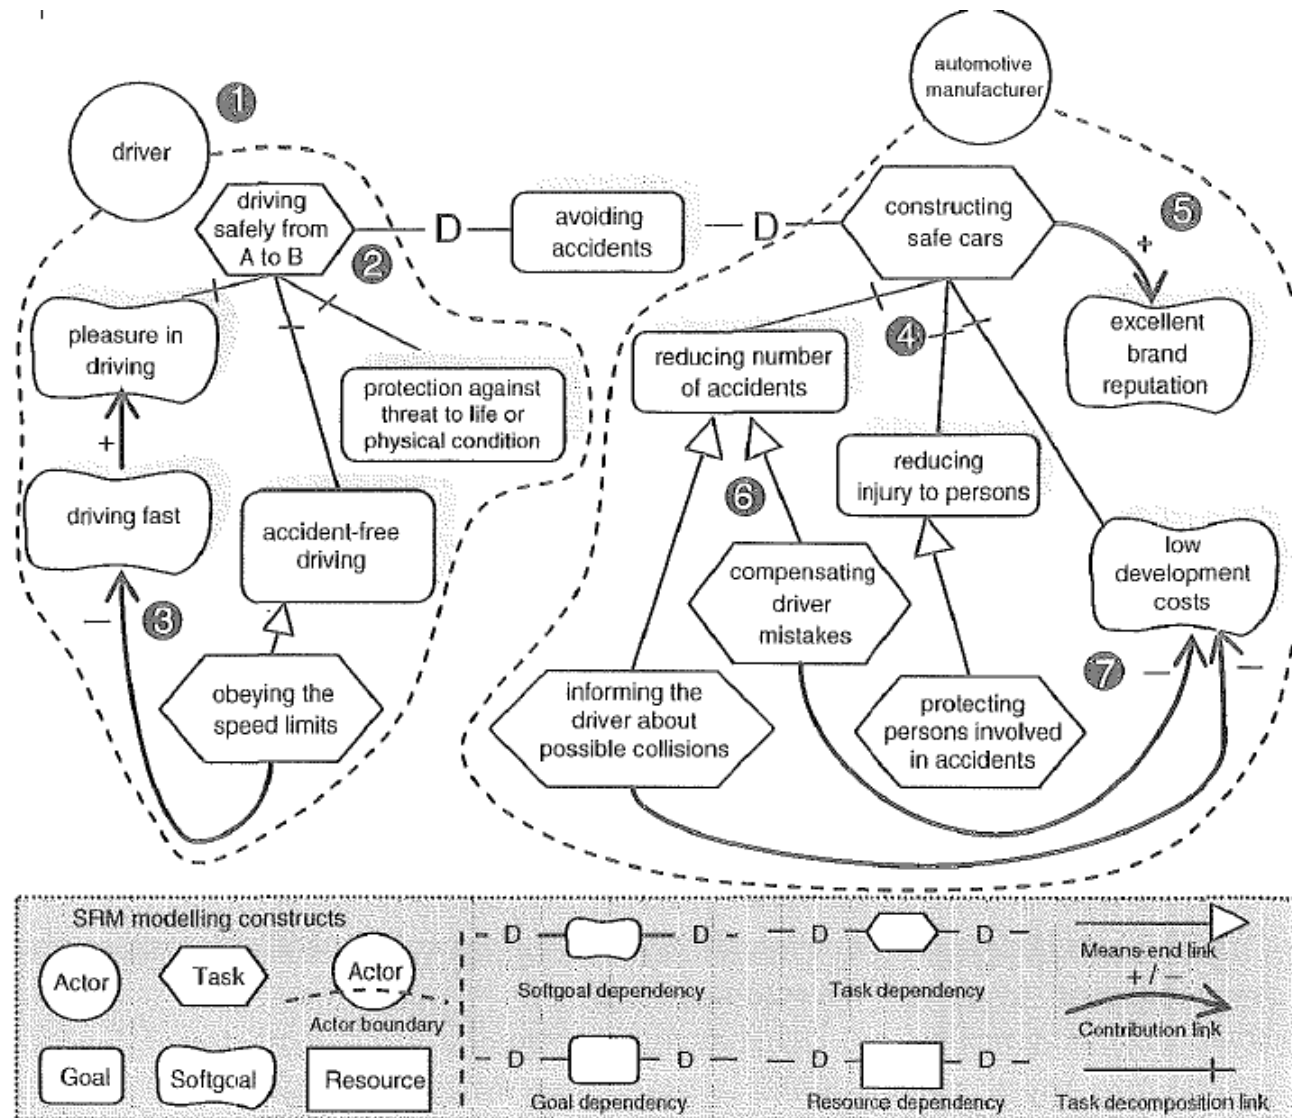 automotive
manufacturer
1
driver
driving
safely from
A to B
D
avoiding
accidents
D
constructing
safe cars
5
+
2
pleasure in
driving
protection against
threat to life or
physical condition
reducing number
of accidents
4
excellent
brand
reputation
+
driving fast
accident-free
driving
6
reducing
injury to persons
low
development
costs
compensating
driver
mistakes
—
3
7
—
—
obeying the
speed limits
informing the
driver about
possible collisions
protecting
persons involved
in accidents
SRM modelling constructs
Actor
Task
Actor
Actor boundary
Goal
Softgoal
Resource
D
D
Softgoal dependency
D
D
Task dependency
D
D
Goal dependency
D
D
Resource dependency
Means-end link
+ / —
Contribution link
Task decomposition link